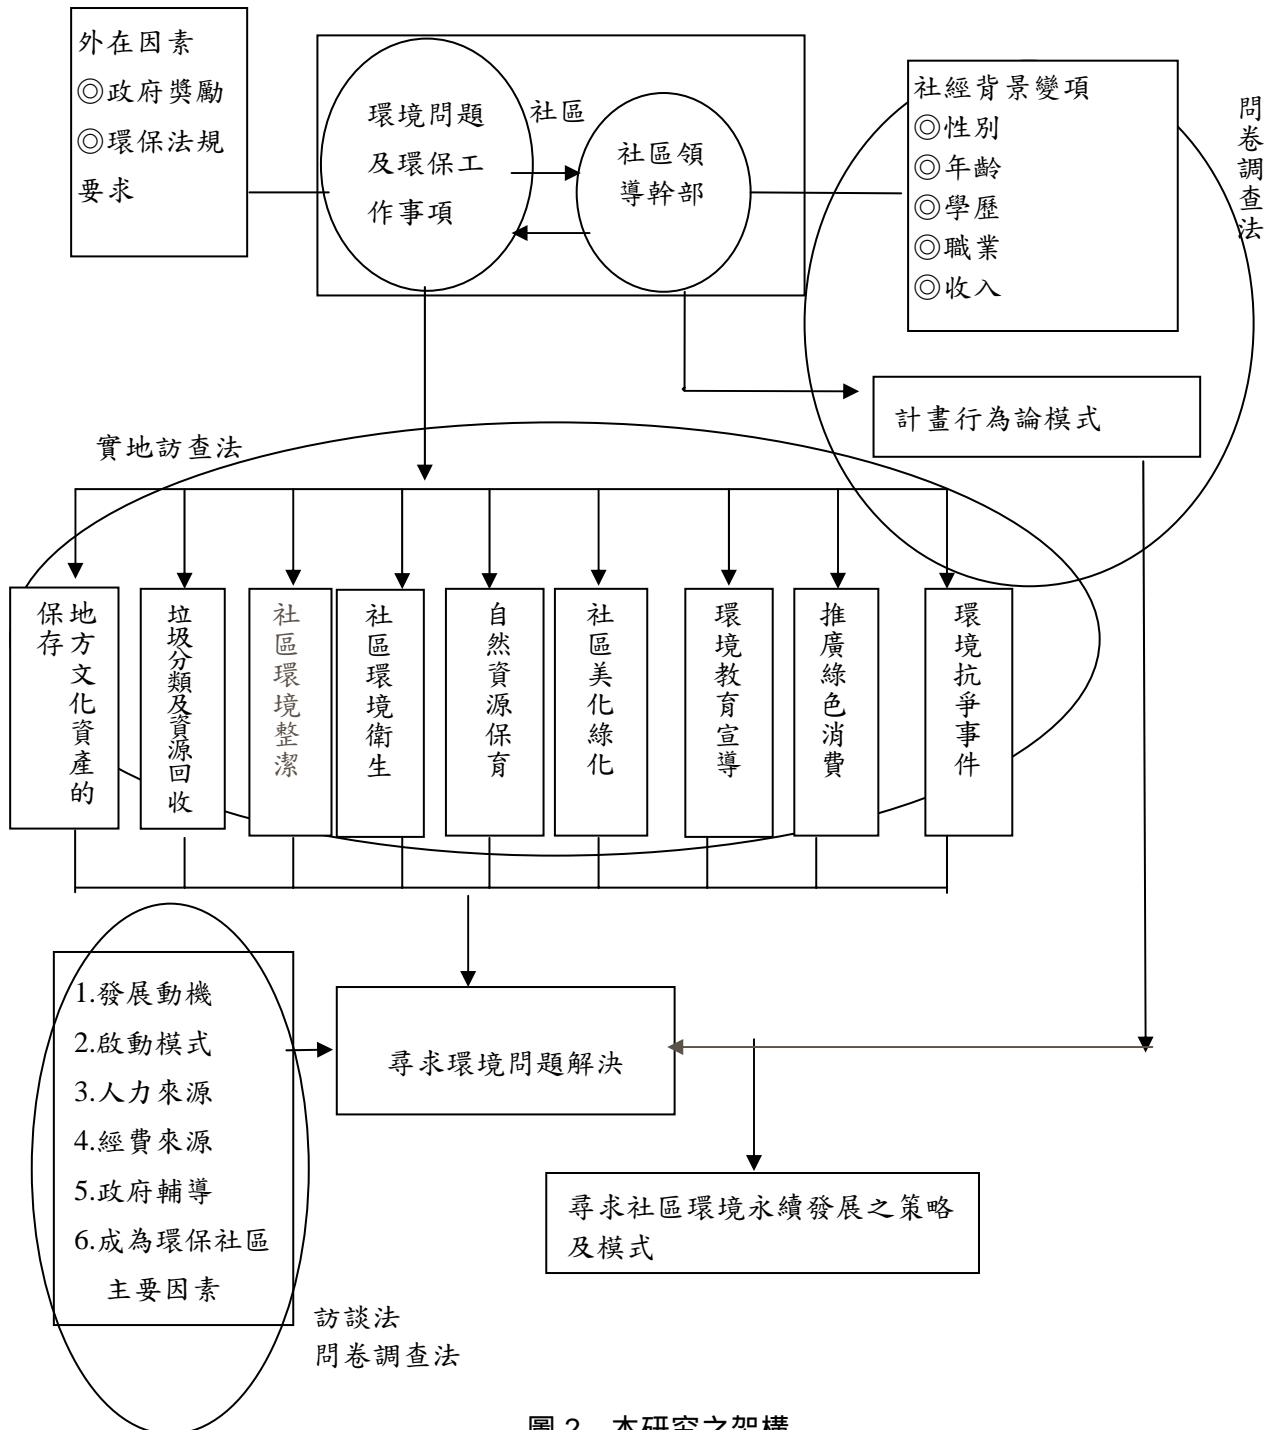 外在因素
◎政府獎勵
◎環保法規
要求
環境問題
及環保工
作事項
社區
社區領
導幹部
社經背景變項
◎性別
◎年齡
◎學歷
◎職業
◎收入
問卷調查法
計畫行為論模式
實地訪查法
地方文化資產的
保存
垃圾分類及資源回收
社區環境整潔
社區環境衛生
自然資源保育
社區美化綠化
環境教育宣導
推廣綠色消費
環境抗爭事件
1.發展動機
2.啟動模式
3.人力來源
4.經費來源
5.政府輔導
6.成為環保社區
主要因素
尋求環境問題解決
尋求社區環境永續發展之策略
及模式
訪談法
問卷調查法
圖 2 本研究之架構